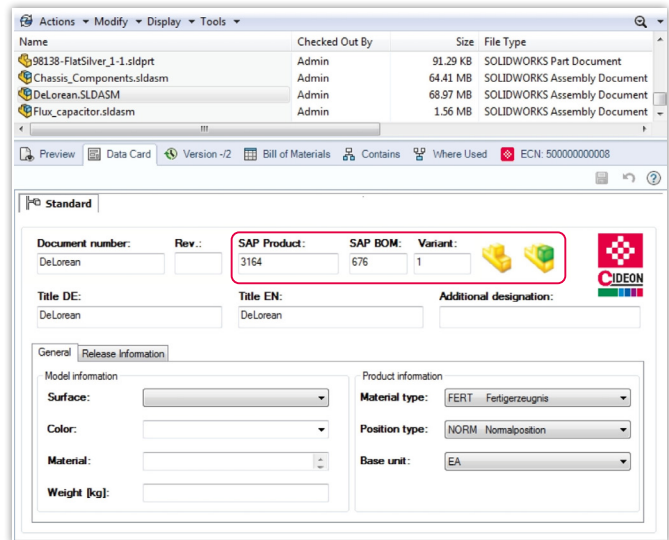 Actions Modify Display Tools
Name Checked Out By Size File Type
98138-FlatSilver_1-1.sldprt Admin 91.29 KB SOLIDWORKS Part Document
Chassis_Components.sldasm Admin 64.41 MB SOLIDWORKS Assembly Document
DeLorean.SLDASM Admin 68.97 MB SOLIDWORKS Assembly Document
Flux_capacitor.sldasm Admin 1.56 MB SOLIDWORKS Assembly Document
Preview Data Card Version -/2 Bill of Materials Contains Where Used ECN: 500000000008
Standard
Document number: Rev.: SAP Product: SAP BOM: Variant:
DeLorean 3164 676 1
CIDEON
Title DE: Title EN: Additional designation:
DeLorean DeLorean
General Release Information
Model information Product information
Surface: Material type: FERT Fertigerzeugnis
Color: Position type: NORM Normalposition
Material: Base unit: EA
Weight [kg]: